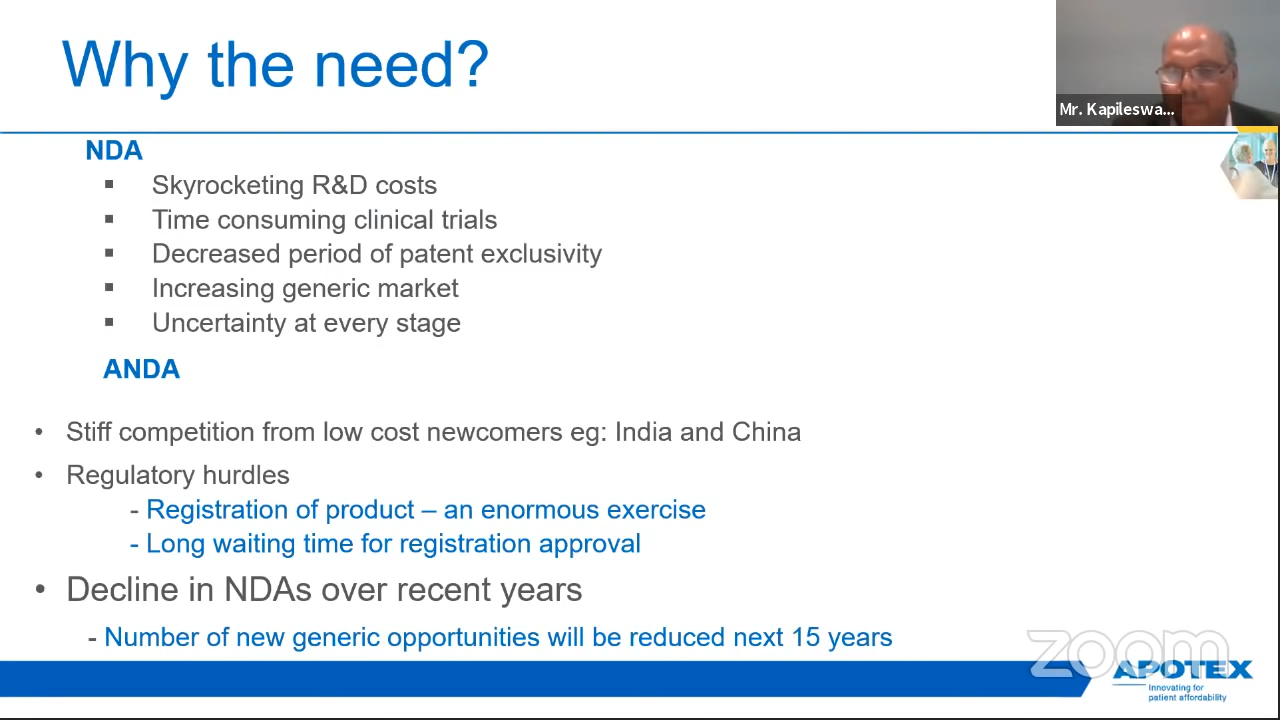 Why the need?
Mr. Kapileswa...
NDA
▪ Skyrocketing R&D costs
▪ Time consuming clinical trials
▪ Decreased period of patent exclusivity
▪ Increasing generic market
▪ Uncertainty at every stage
ANDA
• Stiff competition from low cost newcomers eg: India and China
• Regulatory hurdles
- Registration of product – an enormous exercise
- Long waiting time for registration approval
• Decline in NDAs over recent years
- Number of new generic opportunities will be reduced next 15 years
zoom
APOTEX
Innovating for
patient affordability